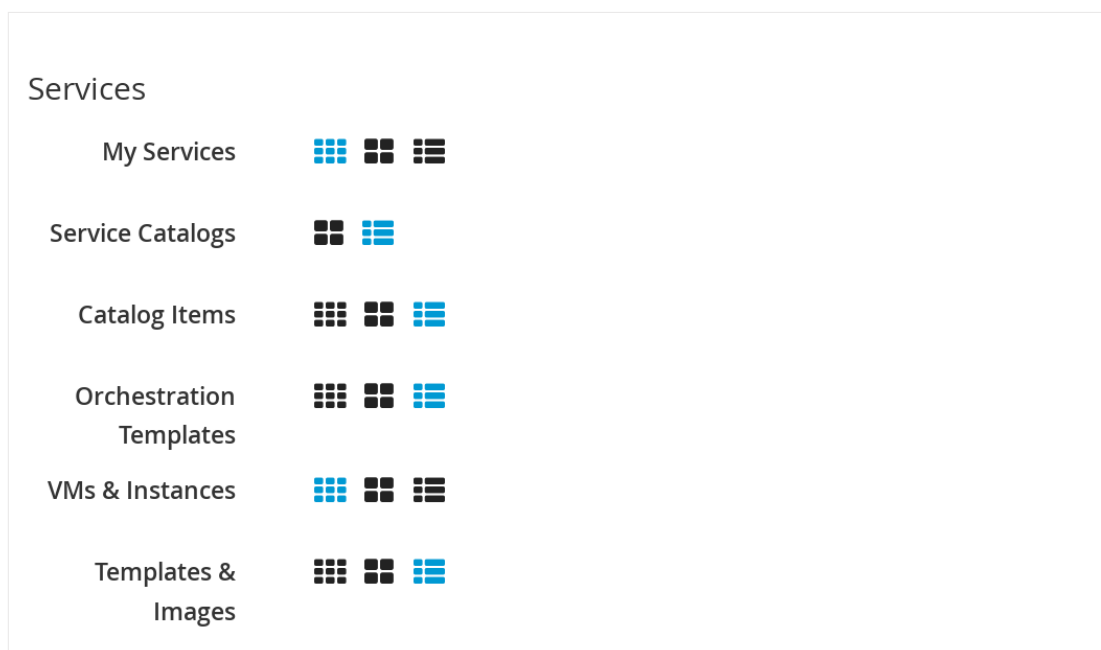 Services
My Services
Service Catalogs
Catalog Items
Orchestration
Templates
VMs & Instances
Templates &
Images